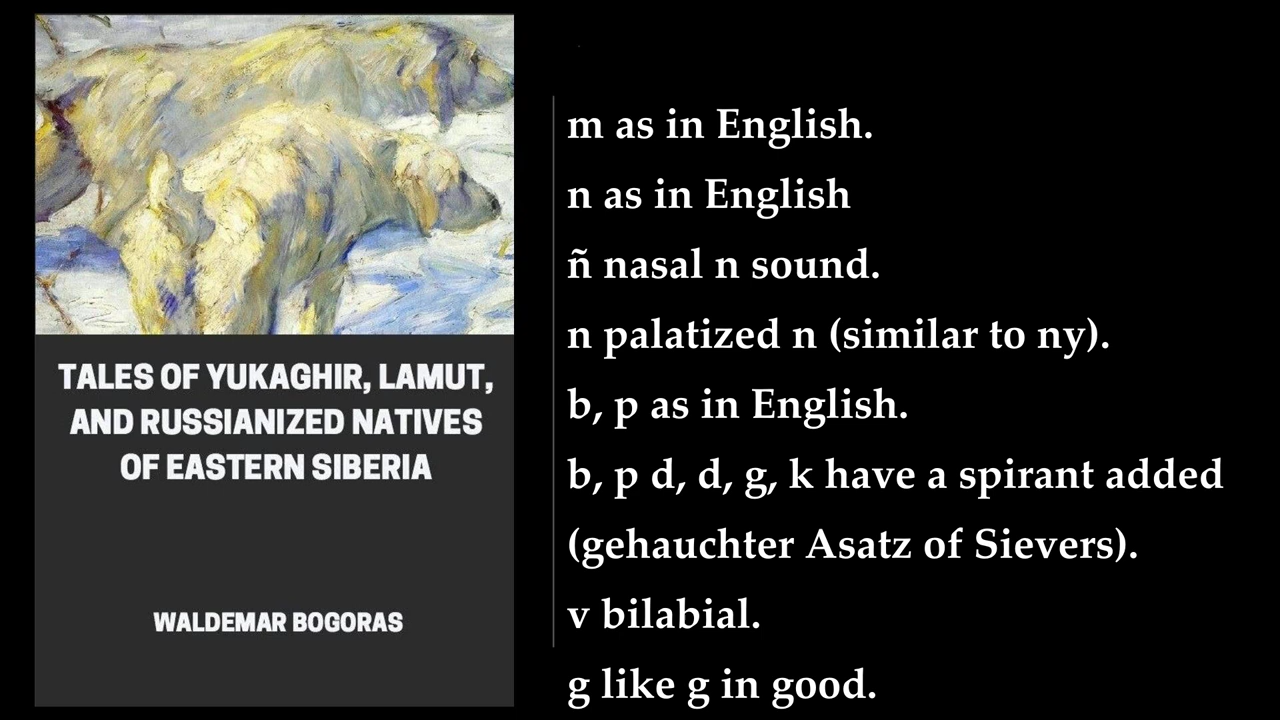 TALES OF YUKAGHIR, LAMUT,
AND RUSSIANIZED NATIVES
OF EASTERN SIBERIA
WALDEMAR BOGORAS
m as in English.
n as in English
ñ nasal n sound.
n palatized n (similar to ny).
b, p as in English.
b, p d, d, g, k have a spirant added
(gehauchter Asatz of Sievers).
v bilabial.
g like g in good.